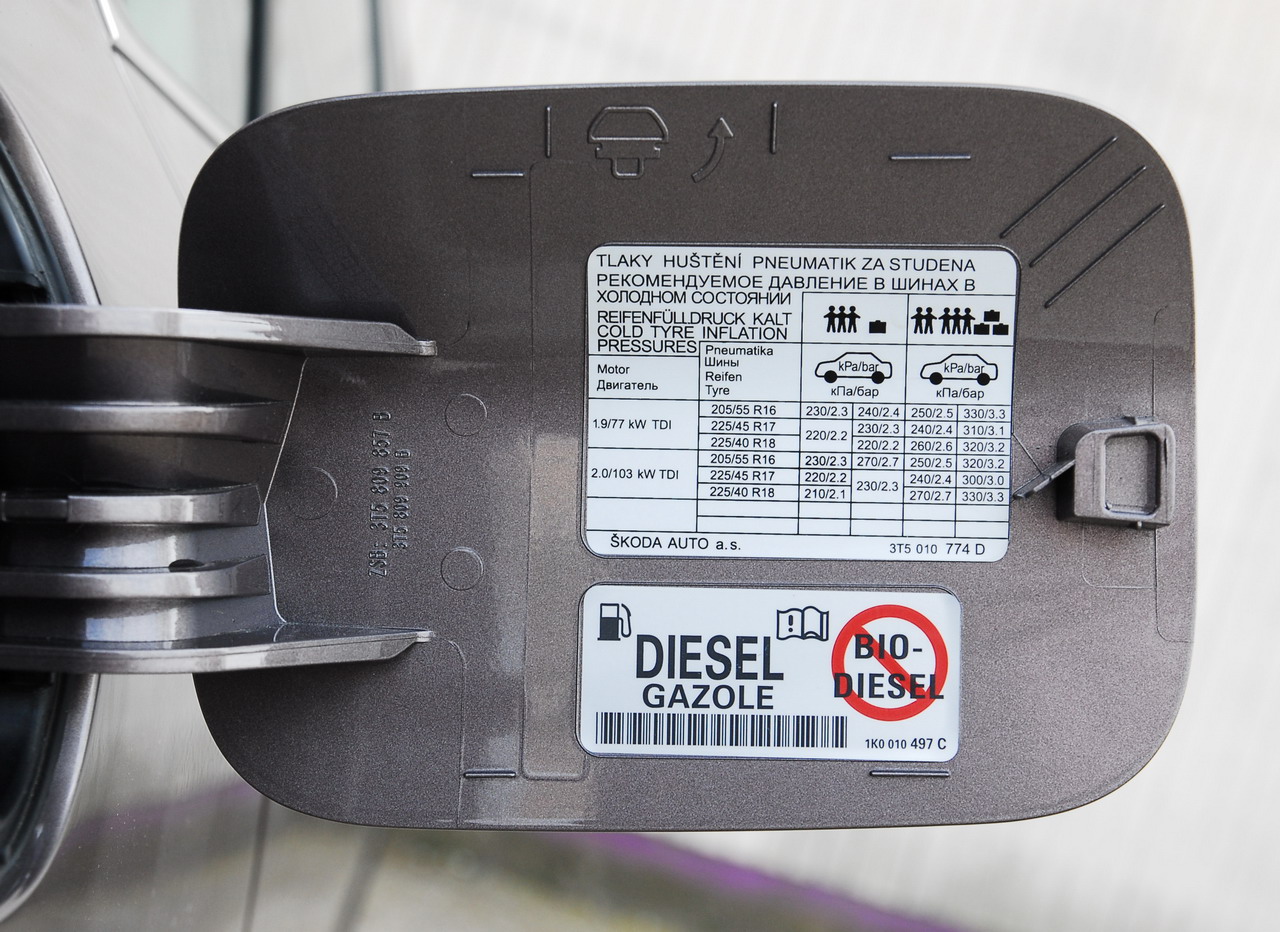 TLAKY HUŠTĚNÍ PNEUMATIK ZA STUDENA
РЕКОМЕНДУЕМОЕ ДАВЛЕНИЕ В ШИНАХ В
ХОЛОДНОМ СОСТОЯНИИ
REIFENFÜLLDRUCK KALT
COLD TYRE INFLATION
PRESSURES
Motor
Двигатель
Pneumatika
Шины
Reifen
Tyre
kPa/bar kPa/bar
кПа/бар кПа/бар
1.9/77 kW TDI
205/55 R16 230/2.3 240/2.4 250/2.5 330/3.3
225/45 R17 220/2.2 230/2.3 240/2.4 310/3.1
225/40 R18 220/2.2 260/2.6 320/3.2
2.0/103 kW TDI
205/55 R16 230/2.3 270/2.7 250/2.5 320/3.2
225/45 R17 220/2.2 230/2.3 240/2.4 300/3.0
225/40 R18 210/2.1 270/2.7 330/3.3
ŠKODA AUTO a.s. 3T5 010 774 D
DIESEL
GAZOLE
BIO-
DIESEL
1K0 010 497 C
ZSB: 3T5 809 857 B
3T5 809 909 B